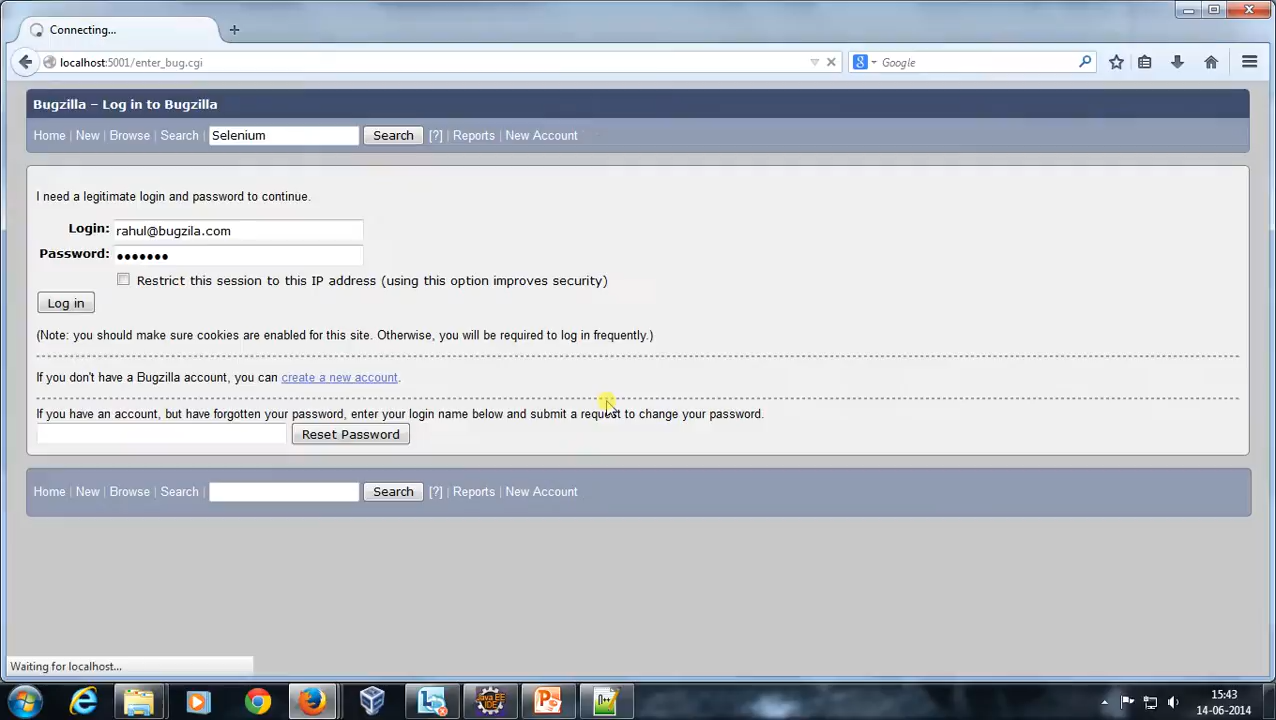 Connecting...
localhost:5001/enter_bug.cgi
Google
Bugzilla – Log in to Bugzilla
Home | New | Browse | Search | Selenium Search [?] | Reports | New Account
I need a legitimate login and password to continue.
Login: rahul@bugzila.com
Password: •••••••
Restrict this session to this IP address (using this option improves security)
Log in
(Note: you should make sure cookies are enabled for this site. Otherwise, you will be required to log in frequently.)
If you don't have a Bugzilla account, you can create a new account.
If you have an account, but have forgotten your password, enter your login name below and submit a request to change your password.
Reset Password
Home | New | Browse | Search | Search [?] | Reports | New Account
Waiting for localhost...
15:43
14-06-2014